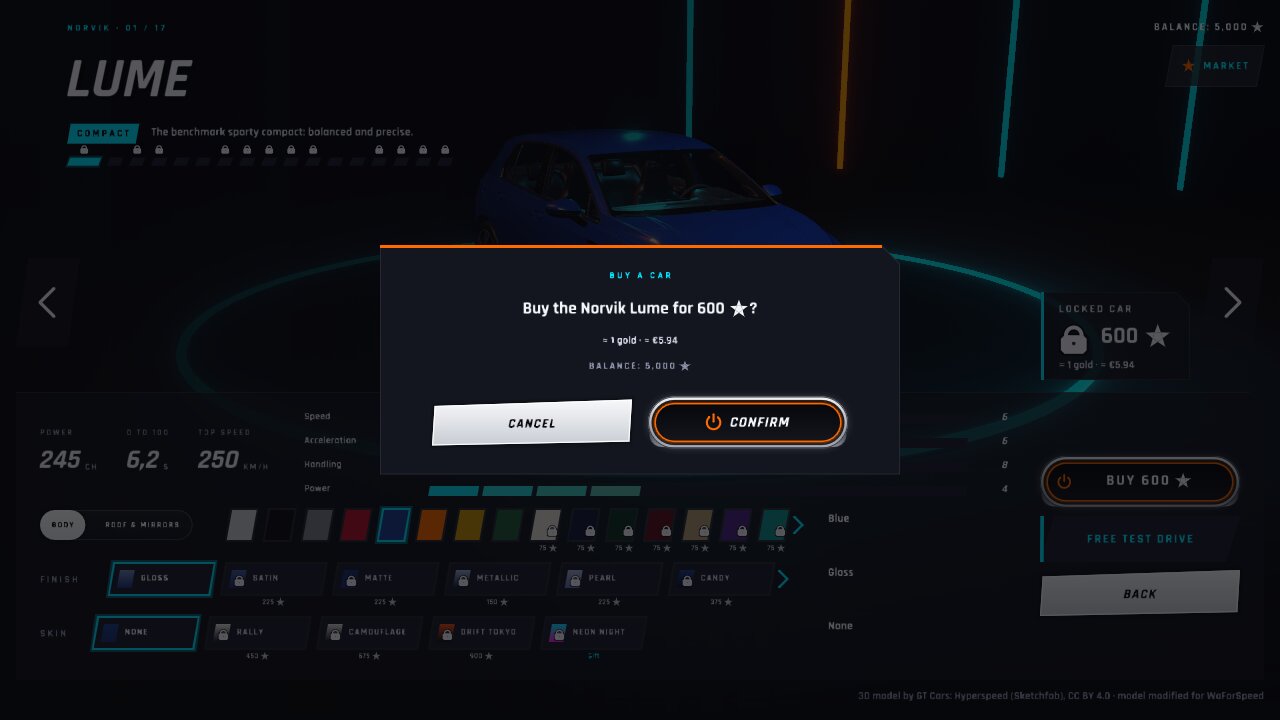 NORVIK · 01 / 17
BALANCE: 5,000 ★
LUME
★ MARKET
COMPACT
The benchmark sporty compact: balanced and precise.
BUY A CAR
Buy the Norvik Lume for 600 ★?
≈ 1 gold · ≈ €5.94
BALANCE: 5,000 ★
CANCEL
CONFIRM
LOCKED CAR
600 ★
≈ 1 gold · ≈ €5.94
POWER
0 TO 100
TOP SPEED
245 CH
6,2 S
250 KM/H
Speed
6
Acceleration
6
Handling
8
Power
4
BUY 600 ★
FREE TEST DRIVE
BACK
BODY
ROOF & MIRRORS
75 ★
75 ★
75 ★
75 ★
75 ★
75 ★
75 ★
Blue
FINISH
GLOSS
SATIN
MATTE
METALLIC
PEARL
CANDY
Gloss
225 ★
225 ★
150 ★
225 ★
375 ★
SKIN
NONE
RALLY
CAMOUFLAGE
DRIFT TOKYO
NEON NIGHT
None
450 ★
675 ★
900 ★
Gift
3D model by GT Cars: Hyperspeed (Sketchfab), CC BY 4.0 · model modified for WaForSpeed